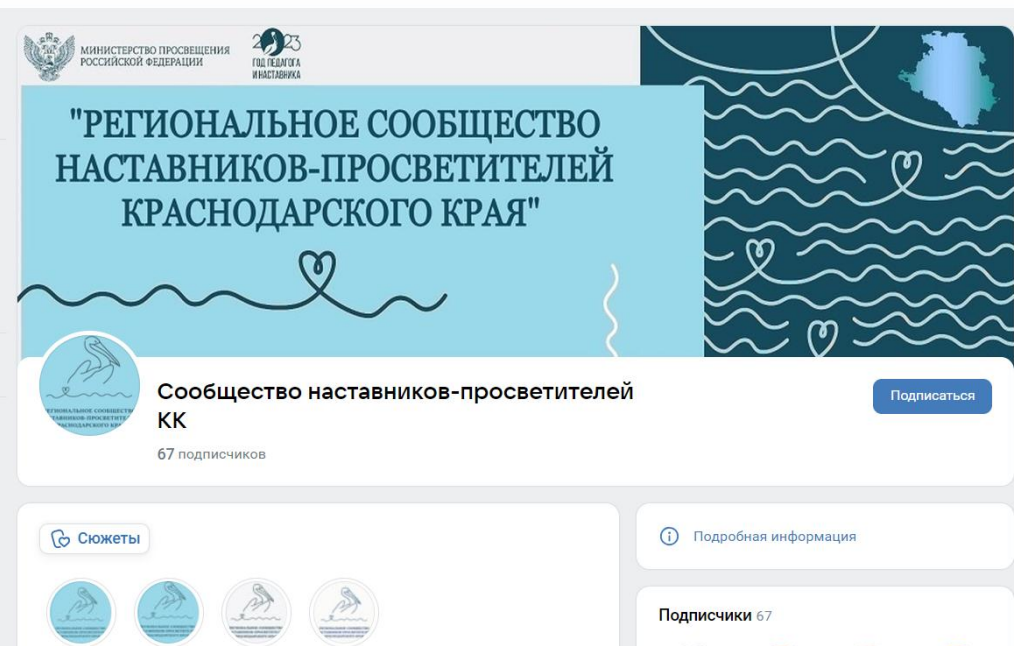 МИНИСТЕРСТВО ПРОСВЕЩЕНИЯ
РОССИЙСКОЙ ФЕДЕРАЦИИ
2023
ГОД ПЕДАГОГА
И НАСТАВНИКА
"РЕГИОНАЛЬНОЕ СООБЩЕСТВО
НАСТАВНИКОВ-ПРОСВЕТИТЕЛЕЙ
КРАСНОДАРСКОГО КРАЯ"
Сообщество наставников-просветителей
КК
67 подписчиков
Подписаться
Сюжеты
Подробная информация
Подписчики 67